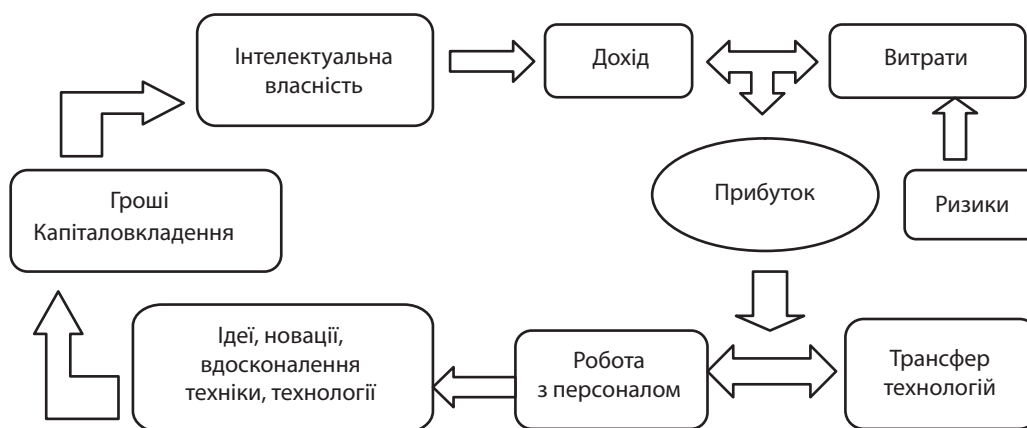 Інтелектуальна
власність
Дохід
Витрати
Гроші
Капіталовкладення
Прибуток
Ризики
Ідеї, новації,
вдосконалення
техніки, технології
Робота
з персоналом
Трансфер
технологій